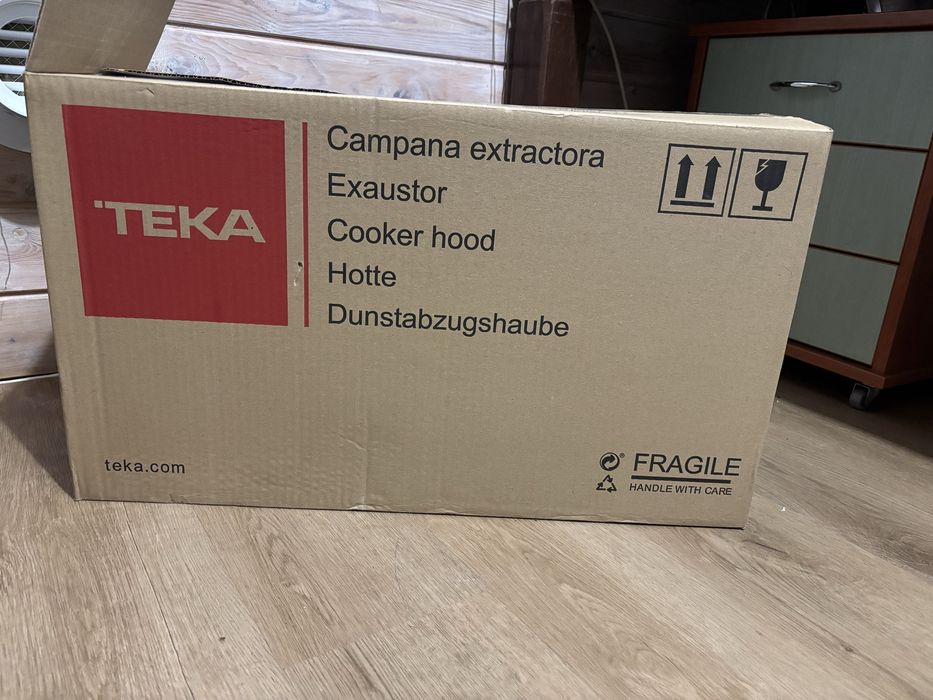 TEKA
Campana extractora
Exaustor
Cooker hood
Hotte
Dunstabzugshaube
teka.com
FRAGILE
HANDLE WITH CARE